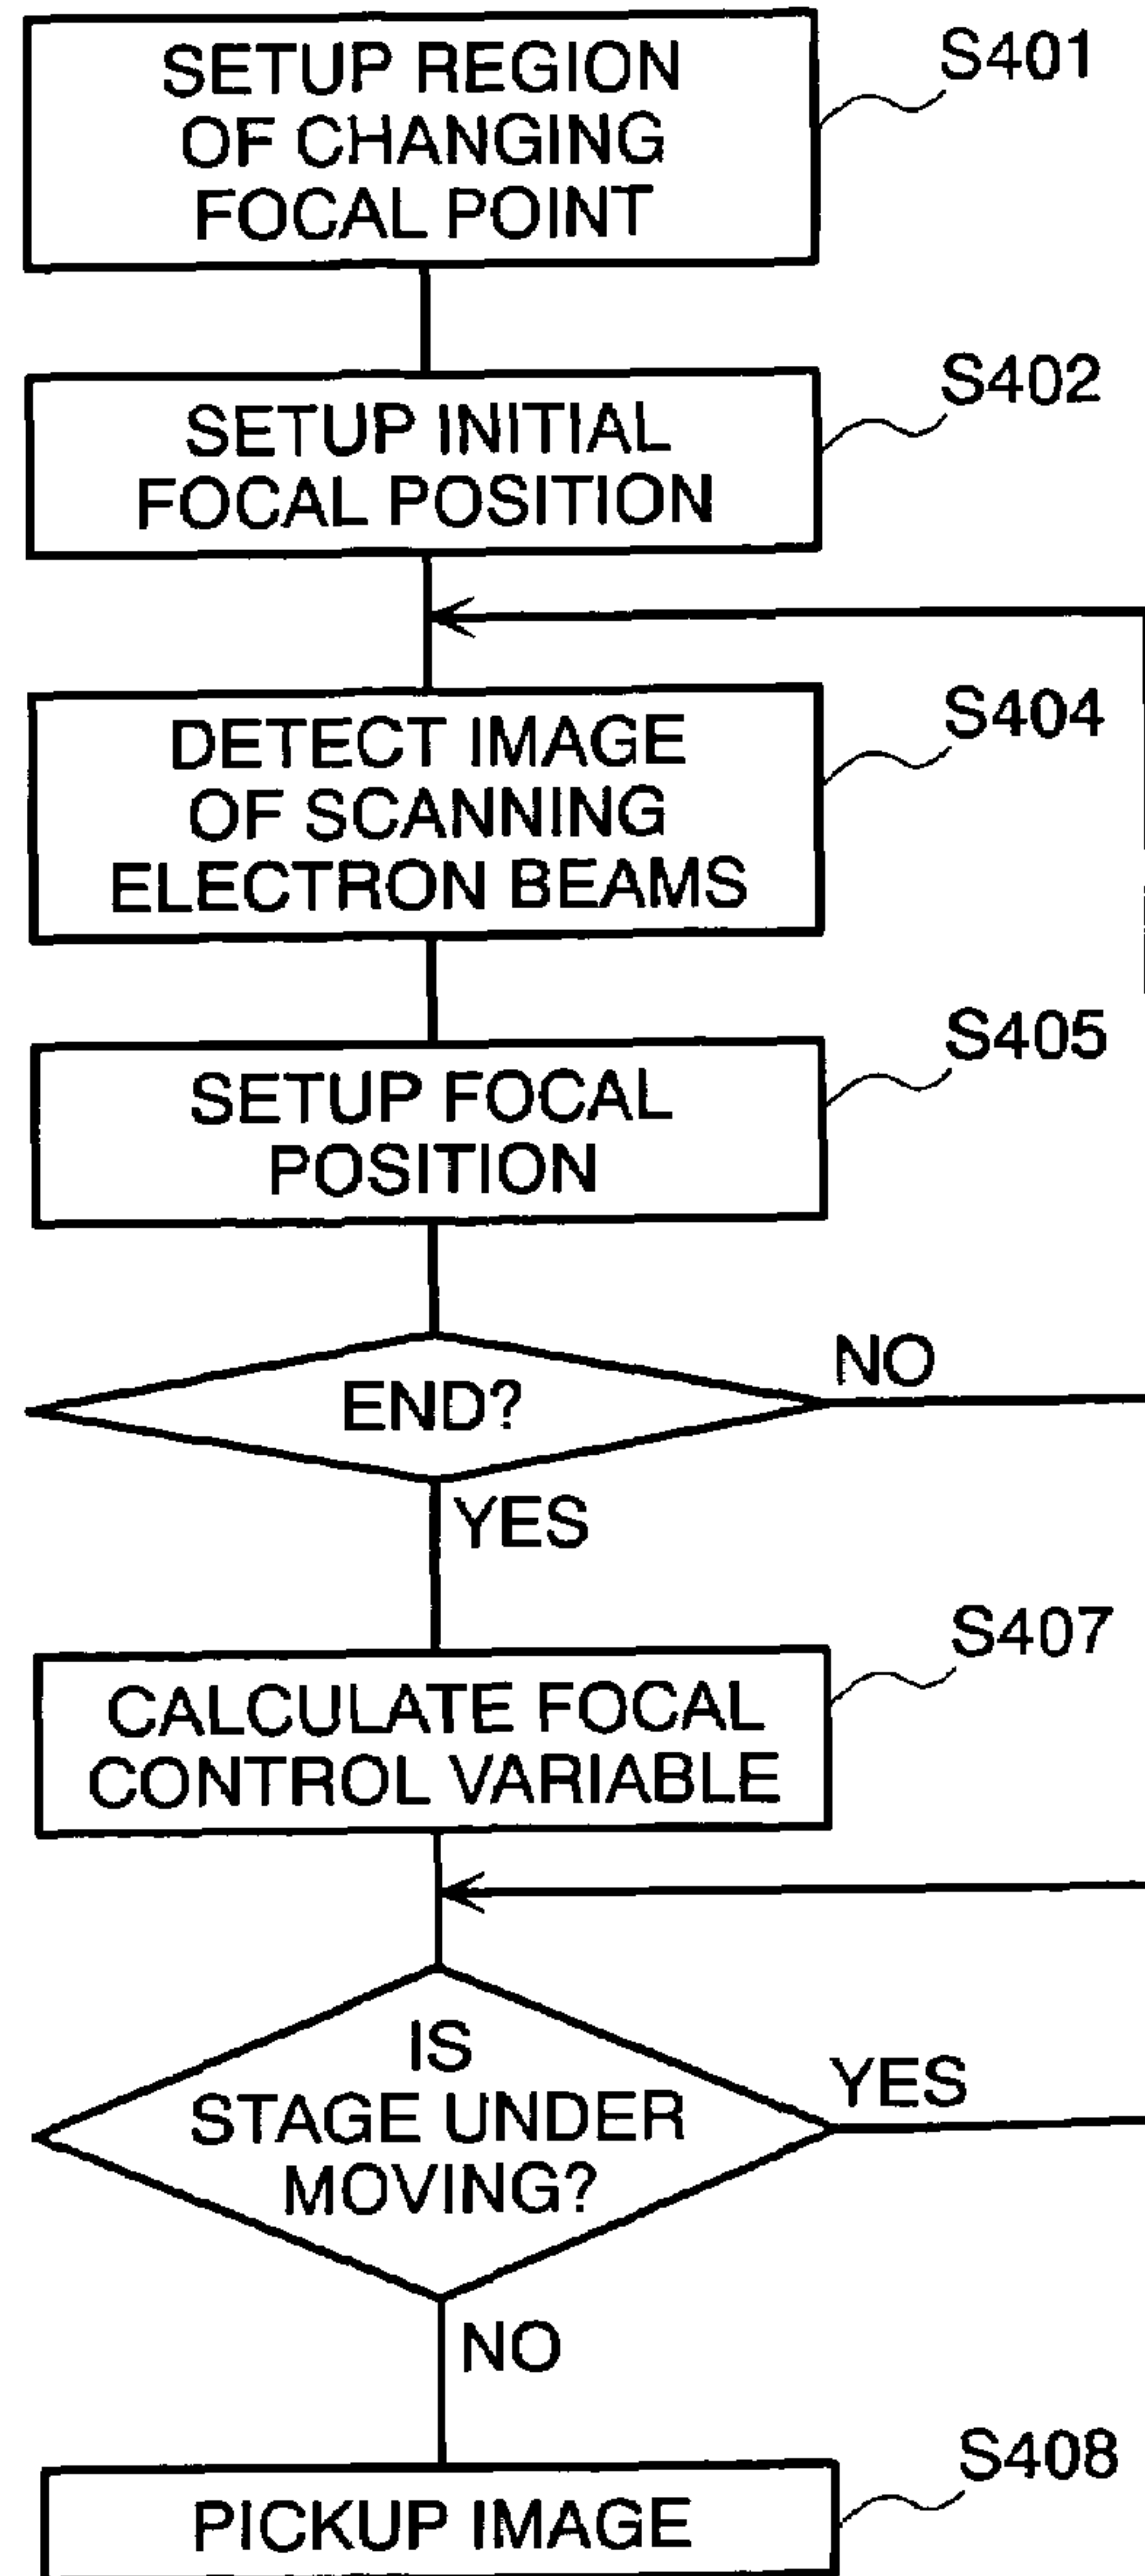 SETUP REGION
OF CHANGING
FOCAL POINT
S401
SETUP INITIAL
FOCAL POSITION
S402
DETECT IMAGE
OF SCANNING
ELECTRON BEAMS
S404
SETUP FOCAL
POSITION
S405
END?
NO
YES
CALCULATE FOCAL
CONTROL VARIABLE
S407
IS
STAGE UNDER
MOVING?
YES
NO
PICKUP IMAGE
S408